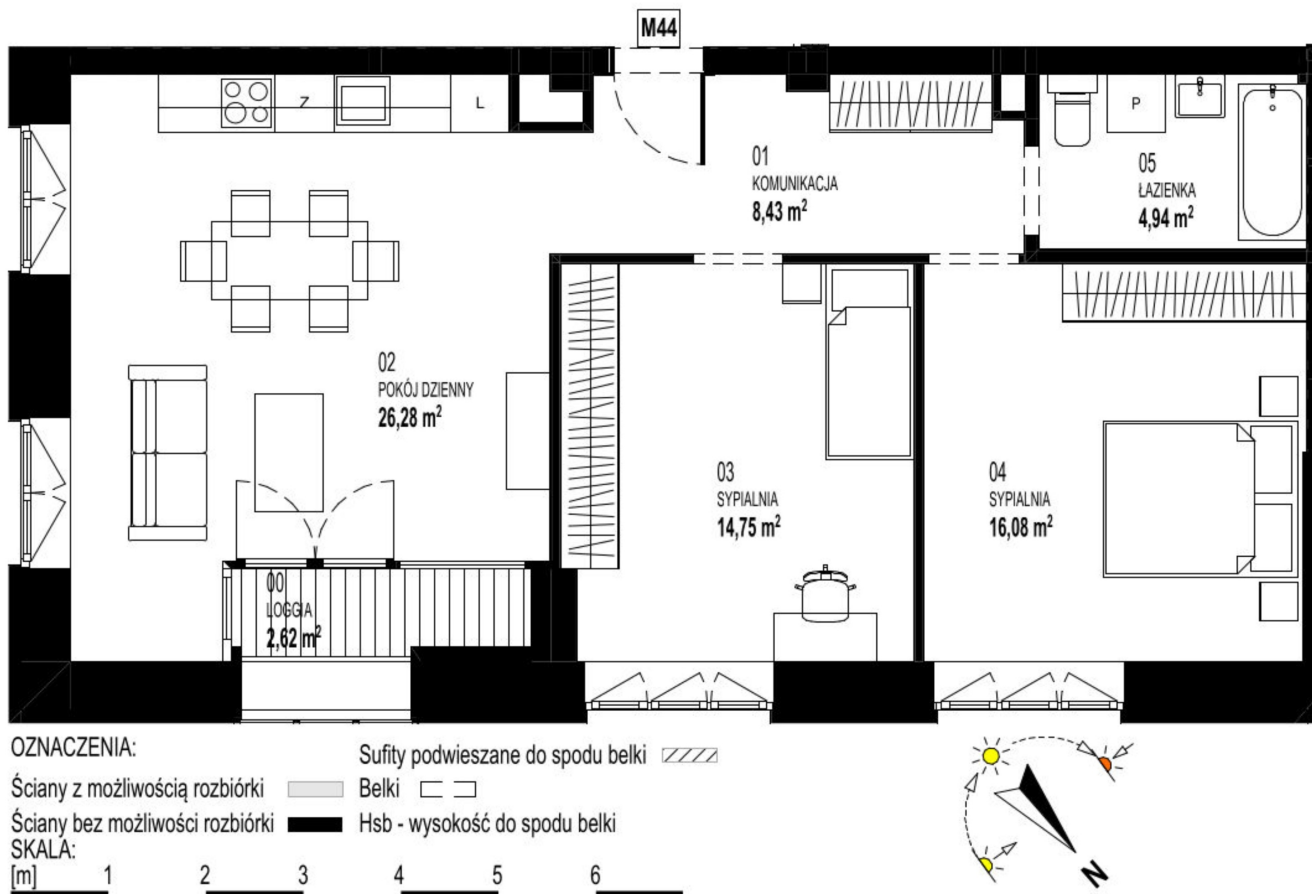 M44
Z
L
P
01
KOMUNIKACJA
8,43 m²
05
ŁAZIENKA
4,94 m²
02
POKÓJ DZIENNY
26,28 m²
03
SYPIALNIA
14,75 m²
04
SYPIALNIA
16,08 m²
00
LOGGIA
2,62 m²
OZNACZENIA:
Sufity podwieszane do spodu belki
Ściany z możliwością rozbiórki
Belki
Ściany bez możliwości rozbiórki
Hsb - wysokość do spodu belki
SKALA:
[m] 1 2 3 4 5 6
N